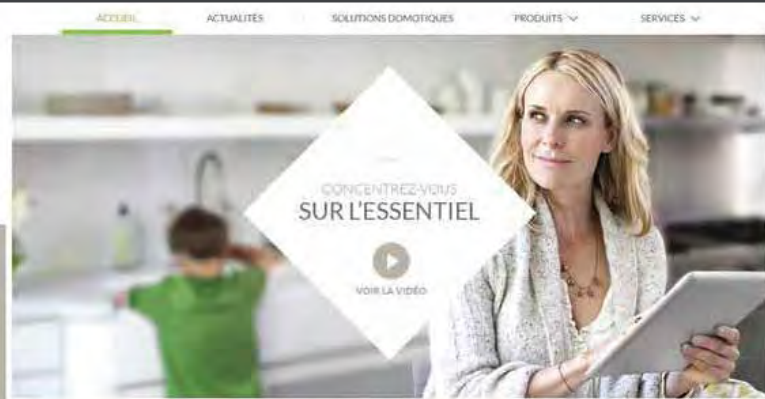 ACCUEIL
ACTUALITÉS
SOLUTIONS DOMOTIQUES
PRODUITS
SERVICES
CONCENTREZ-VOUS
SUR L'ESSENTIEL
VOIR LA VIDÉO